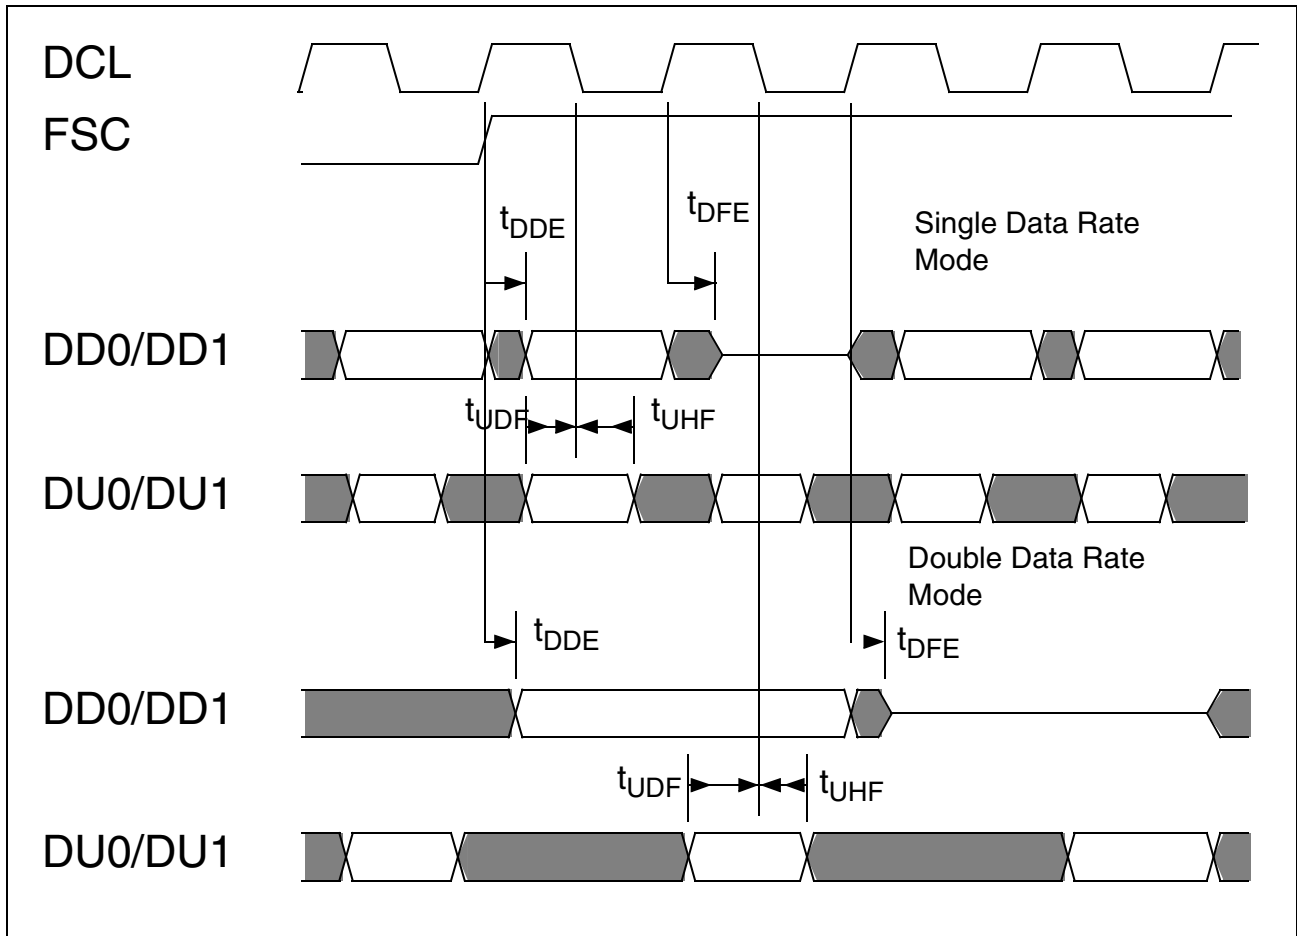 DCL
FSC
tDDE
tDFE
Single Data Rate
Mode
DD0/DD1
tUDF
tUHF
DU0/DU1
Double Data Rate
Mode
tDDE
tDFE
DD0/DD1
tUDF
tUHF
DU0/DU1